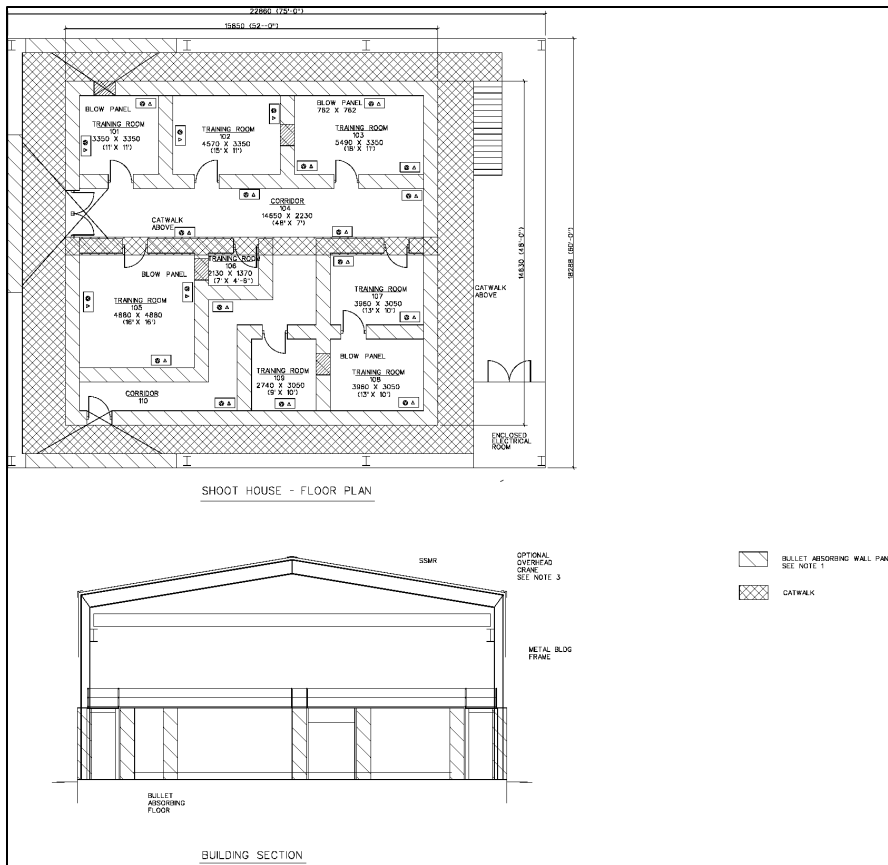 22860 (75'-0")
15850 (52'-0")
BLOW PANEL
TRAINING ROOM
101
3350 X 3350
(11' X 11')
TRAINING ROOM
102
4570 X 3350
(15' X 11')
BLOW PANEL
762 X 762
TRAINING ROOM
103
5490 X 3350
(18' X 11')
CORRIDOR
104
14650 X 2230
(48' X 7')
CATWALK
ABOVE
14630 (48'-0")
18288 (60'-0")
BLOW PANEL
TRAINING ROOM
106
2130 X 1370
(7' X 4'-6")
TRAINING ROOM
105
4880 X 4880
(16' X 16')
TRAINING ROOM
107
3960 X 3050
(13' X 10')
CATWALK
ABOVE
BLOW PANEL
TRAINING ROOM
109
2740 X 3050
(9' X 10')
TRAINING ROOM
108
3960 X 3050
(13' X 10')
CORRIDOR
110
ENCLOSED
ELECTRICAL
ROOM
SHOOT HOUSE - FLOOR PLAN
SSMR
OPTIONAL
OVERHEAD
CRANE
SEE NOTE 3
BULLET ABSORBING WALL PAN
SEE NOTE 1
CATWALK
METAL BLDG
FRAME
BULLET
ABSORBING
FLOOR
BUILDING SECTION